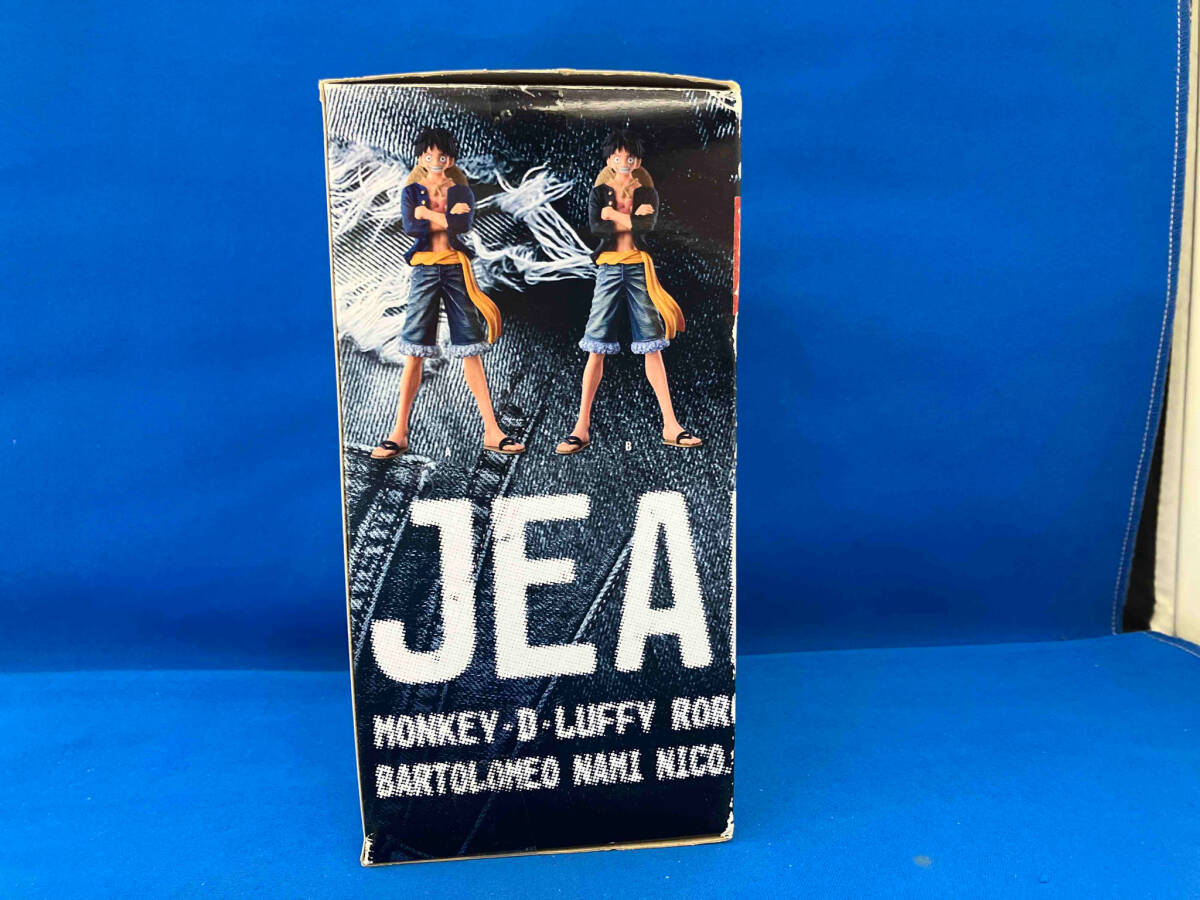 A B
JEA
MONKEY·D·LUFFY ROR
BARTOLOMEO NAMI NICO.